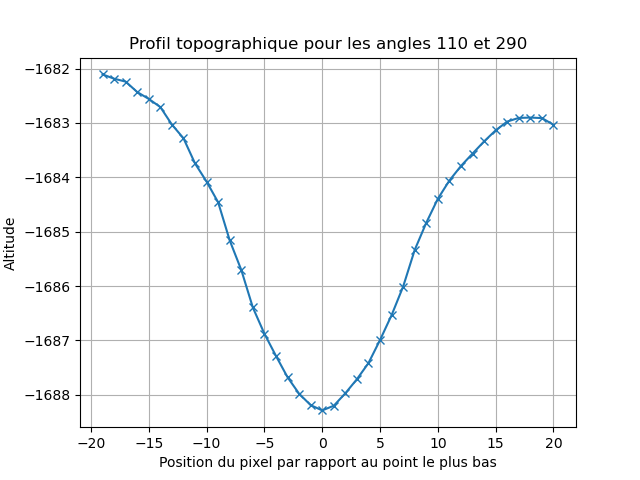 Profil topographique pour les angles 110 et 290
Altitude
−1682
−1683
−1684
−1685
−1686
−1687
−1688
−20 −15 −10 −5 0 5 10 15 20
Position du pixel par rapport au point le plus bas